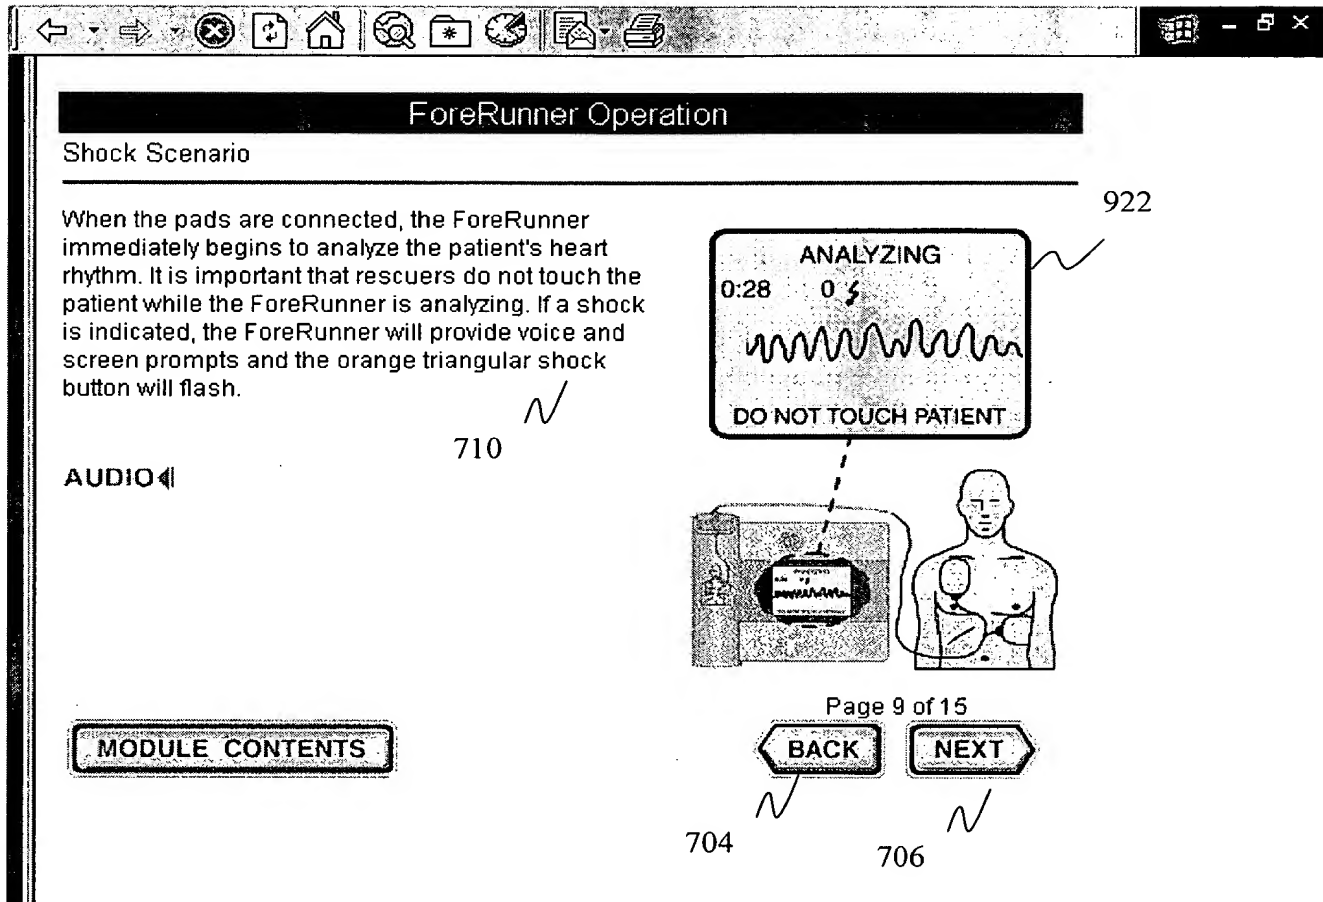 ForeRunner Operation
Shock Scenario
When the pads are connected, the ForeRunner
immediately begins to analyze the patient's heart
rhythm. It is important that rescuers do not touch the
patient while the ForeRunner is analyzing. If a shock
is indicated, the ForeRunner will provide voice and
screen prompts and the orange triangular shock
button will flash.
710
AUDIO
922
ANALYZING
0:28 0
DO NOT TOUCH PATIENT
Page 9 of 15
MODULE CONTENTS
BACK
NEXT
704
706